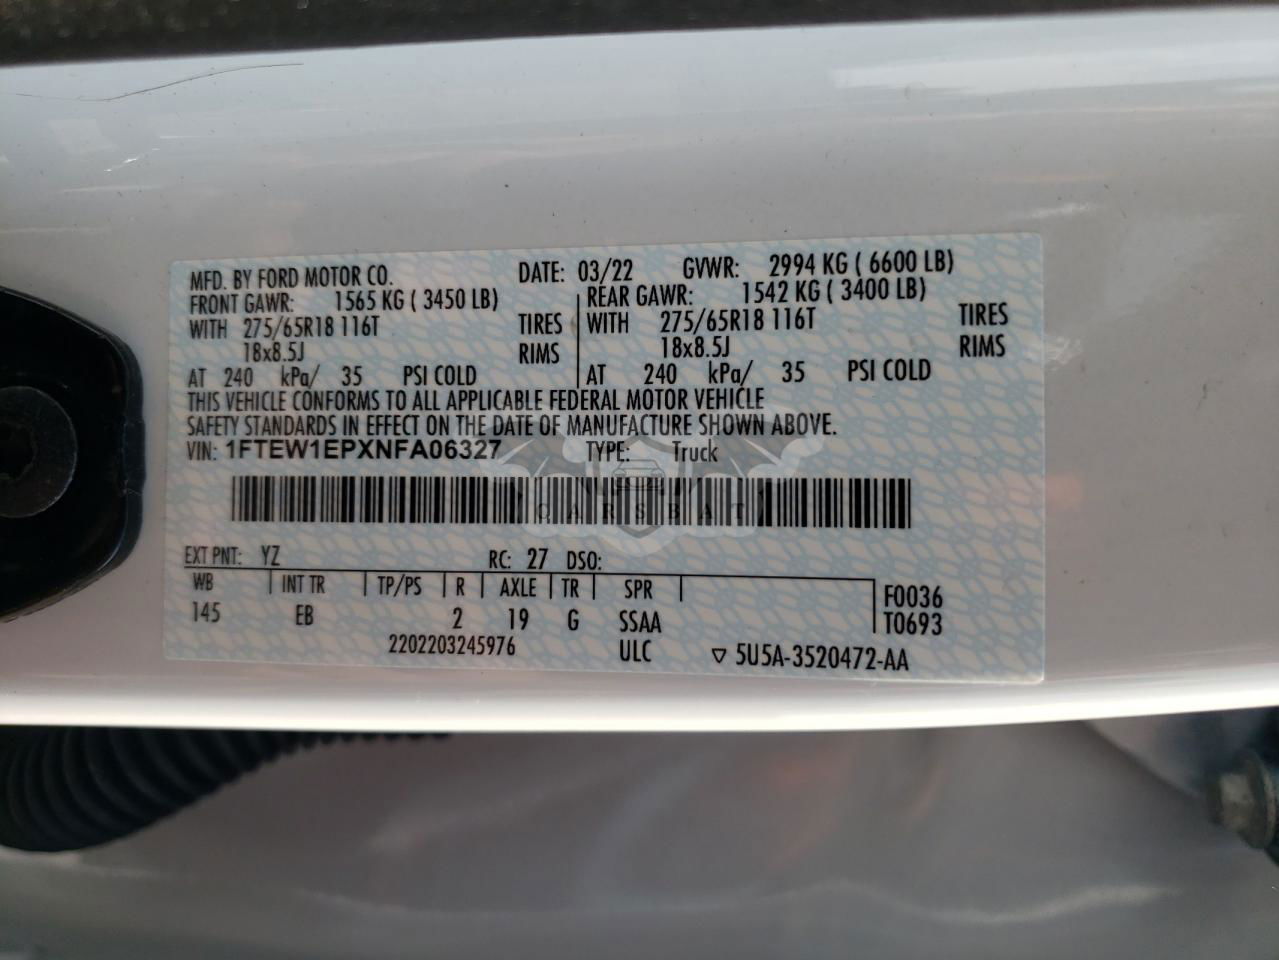 MFD. BY FORD MOTOR CO. DATE: 03/22 GVWR: 2994 KG ( 6600 LB)
FRONT GAWR: 1565 KG ( 3450 LB) REAR GAWR: 1542 KG ( 3400 LB)
WITH 275/65R18 116T TIRES WITH 275/65R18 116T TIRES
18x8.5J RIMS 18x8.5J RIMS
AT 240 kPa/ 35 PSI COLD AT 240 kPa/ 35 PSI COLD
THIS VEHICLE CONFORMS TO ALL APPLICABLE FEDERAL MOTOR VEHICLE
SAFETY STANDARDS IN EFFECT ON THE DATE OF MANUFACTURE SHOWN ABOVE.
VIN: 1FTEW1EPXNFA06327 TYPE: Truck
CARSBAT
EXT PNT: YZ RC: 27 DSO:
WB INT TR TP/PS R AXLE TR SPR F0036
145 EB 2 19 G SSAA T0693
2202203245976 ULC ▽ 5U5A-3520472-AA